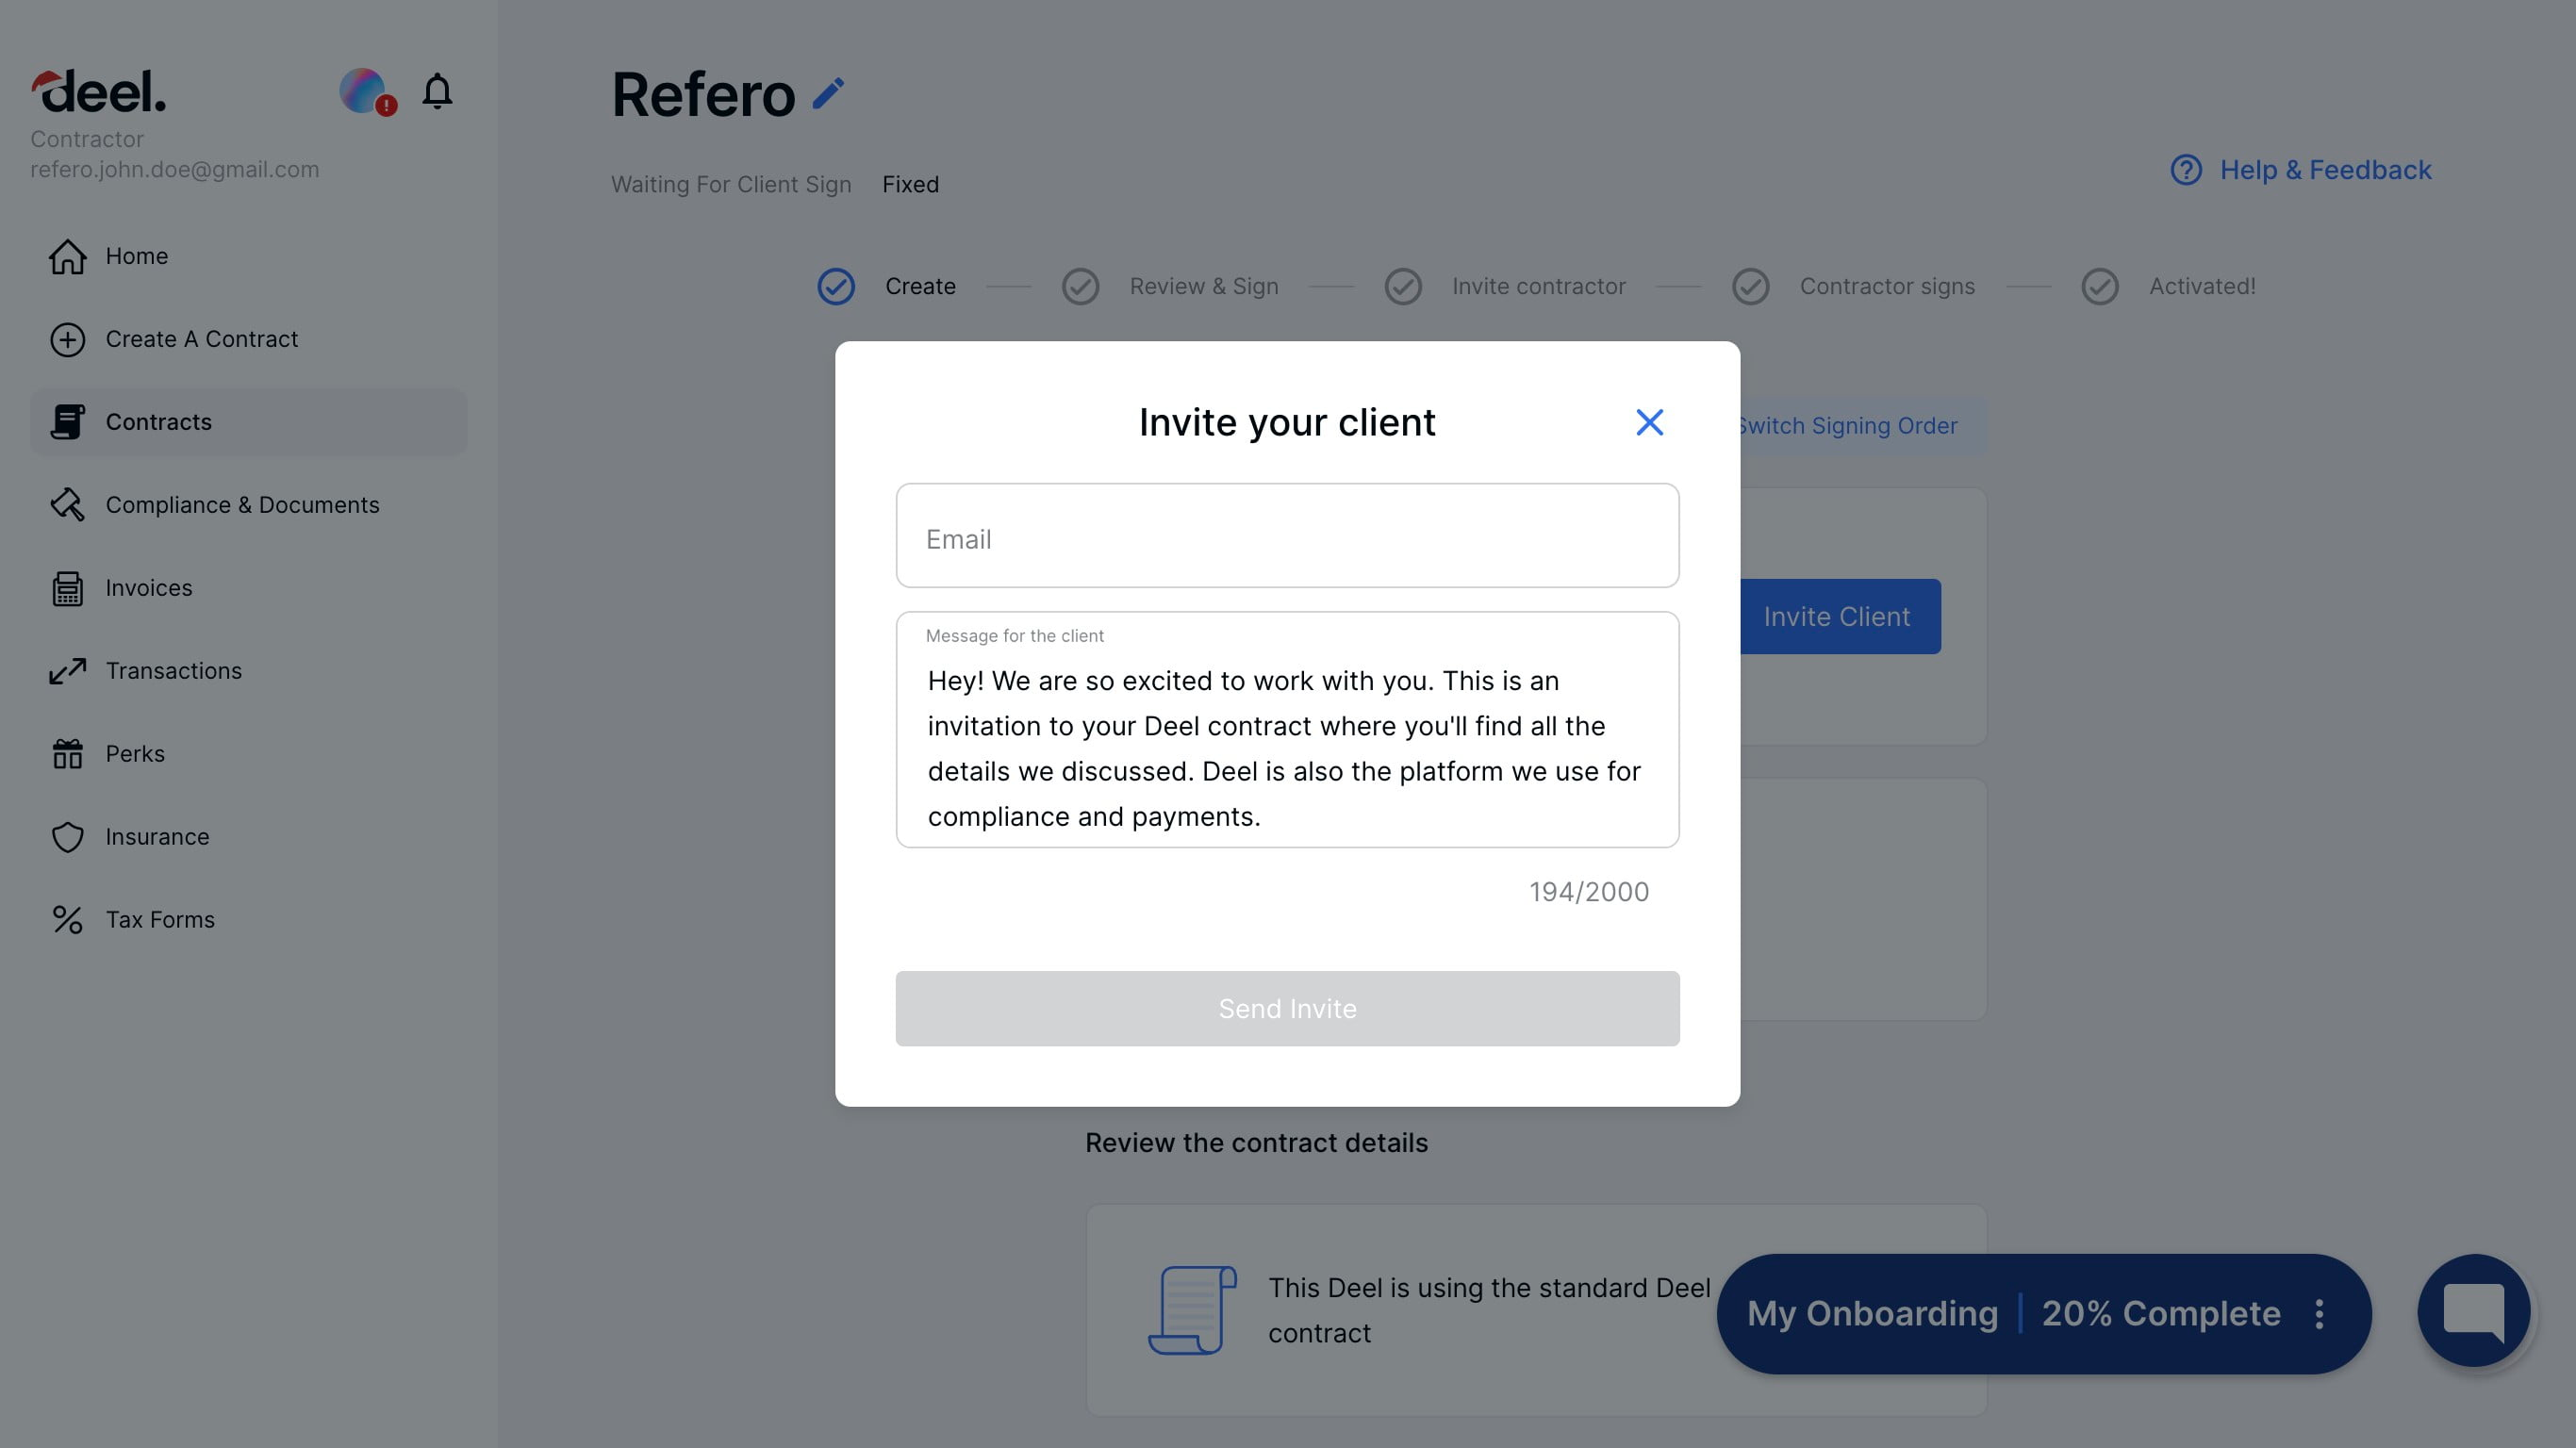 deel.
Contractor
refero.john.doe@gmail.com
Home
Create A Contract
Contracts
Compliance & Documents
Invoices
Transactions
Perks
Insurance
Tax Forms
Refero
Waiting For Client Sign Fixed
Help & Feedback
Create Review & Sign Invite contractor Contractor signs Activated!
Switch Signing Order
Invite Client
Invite your client
Email
Message for the client
Hey! We are so excited to work with you. This is an
invitation to your Deel contract where you'll find all the
details we discussed. Deel is also the platform we use for
compliance and payments.
194/2000
Send Invite
Review the contract details
This Deel is using the standard Deel
contract
My Onboarding 20% Complete